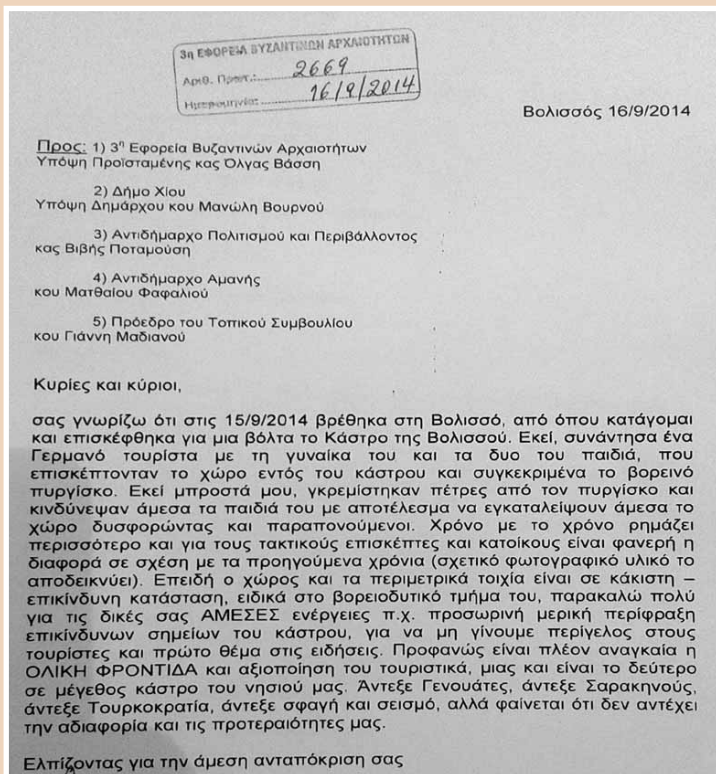 3η ΕΦΟΡΕΙΑ ΒΥΖΑΝΤΙΝΩΝ ΑΡΧΑΙΟΤΗΤΩΝ
Αριθ. Πρωτ.: 2669
Ημερομηνία: 16/9/2014
Βολισσός 16/9/2014
Προς: 1) 3η Εφορεία Βυζαντινών Αρχαιοτήτων
Υπόψη Προϊσταμένης κας Όλγας Βάσση
2) Δήμο Χίου
Υπόψη Δημάρχου κου Μανώλη Βουρνού
3) Αντιδήμαρχο Πολιτισμού και Περιβάλλοντος
κας Βιβής Ποταμούση
4) Αντιδήμαρχο Αμανής
κου Ματθαίου Φαφαλιού
5) Πρόεδρο του Τοπικού Συμβουλίου
κου Γιάννη Μαδιανού
Κυρίες και κύριοι,
σας γνωρίζω ότι στις 15/9/2014 βρέθηκα στη Βολισσό, από όπου κατάγομαι
και επισκέφθηκα για μια βόλτα το Κάστρο της Βολισσού. Εκεί, συνάντησα ένα
Γερμανό τουρίστα με τη γυναίκα του και τα δυο του παιδιά, που
επισκέπτονταν το χώρο εντός του κάστρου και συγκεκριμένα το βορεινό
πυργίσκο. Εκεί μπροστά μου, γκρεμίστηκαν πέτρες από τον πυργίσκο και
κινδύνεψαν άμεσα τα παιδιά του με αποτέλεσμα να εγκαταλείψουν άμεσα το
χώρο δυσφορώντας και παραπονούμενοι. Χρόνο με το χρόνο ρημάζει
περισσότερο και για τους τακτικούς επισκέπτες και κατοίκους είναι φανερή η
διαφορά σε σχέση με τα προηγούμενα χρόνια (σχετικό φωτογραφικό υλικό το
αποδεικνύει). Επειδή ο χώρος και τα περιμετρικά τοιχία είναι σε κάκιστη –
επικίνδυνη κατάσταση, ειδικά στο βορειοδυτικό τμήμα του, παρακαλώ πολύ
για τις δικές σας ΑΜΕΣΕΣ ενέργειες π.χ. προσωρινή μερική περίφραξη
επικίνδυνων σημείων του κάστρου, για να μη γίνουμε περίγελος στους
τουρίστες και πρώτο θέμα στις ειδήσεις. Προφανώς είναι πλέον αναγκαία η
ΟΛΙΚΗ ΦΡΟΝΤΙΔΑ και αξιοποίηση του τουριστικά, μιας και είναι το δεύτερο
σε μέγεθος κάστρο του νησιού μας. Άντεξε Γενουάτες, άντεξε Σαρακηνούς,
άντεξε Τουρκοκρατία, άντεξε σφαγή και σεισμό, αλλά φαίνεται ότι δεν αντέχει
την αδιαφορία και τις προτεραιότητες μας.
Ελπίζοντας για την άμεση ανταπόκριση σας